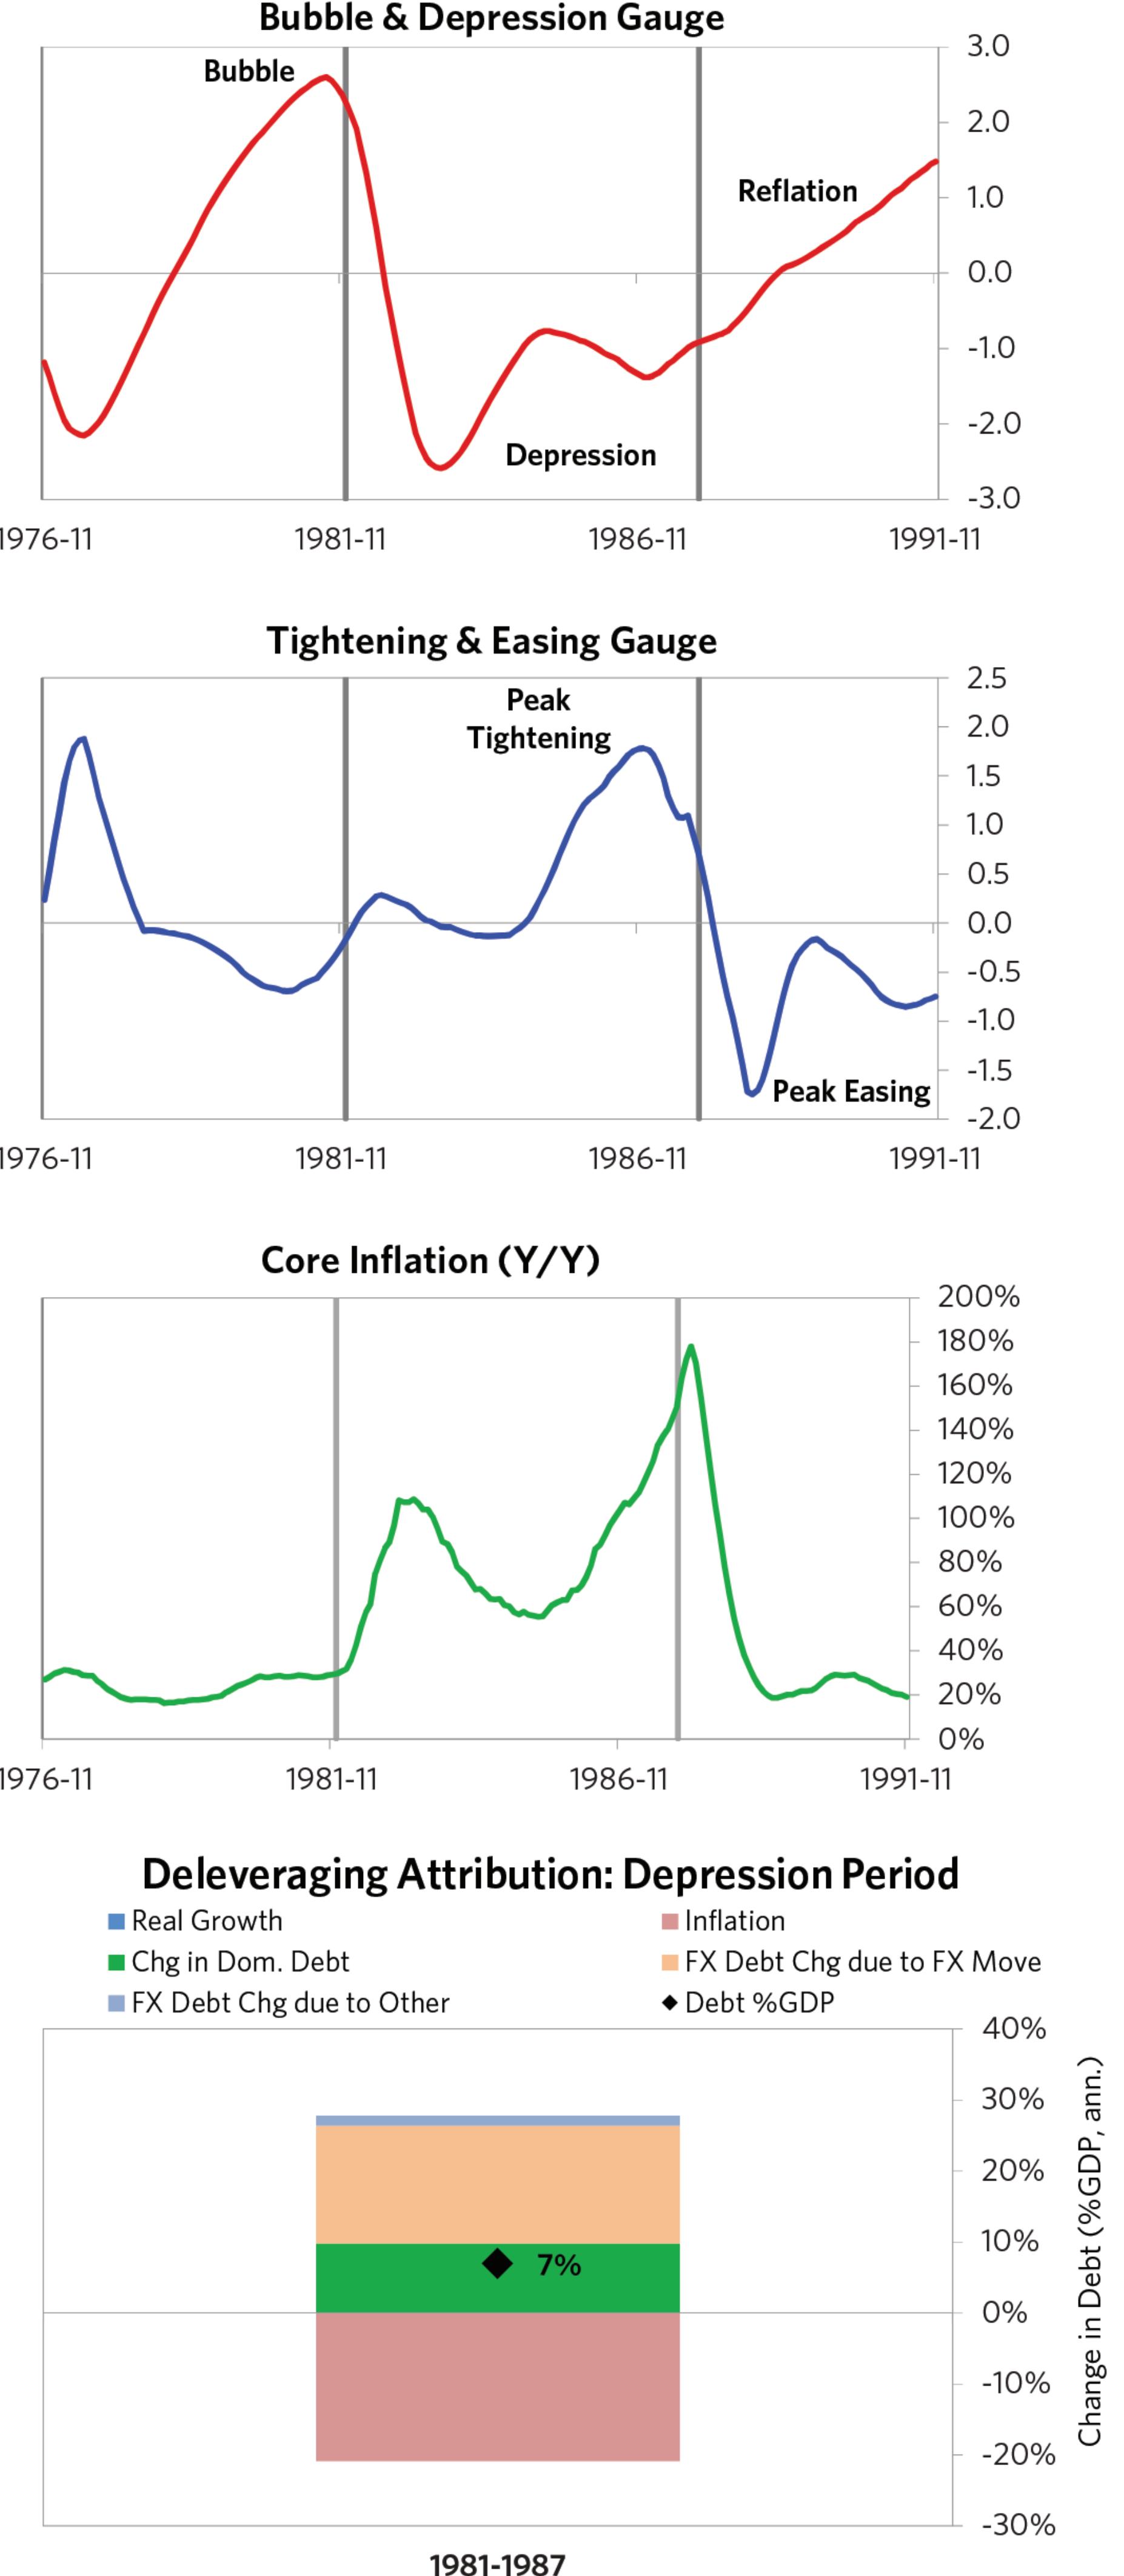 Bubble & Depression Gauge
3.0
Bubble
2.0
Reflation
1.0
0.0
-1.0
-2.0
Depression
-3.0
1976-11 1981-11 1986-11 1991-11
Tightening & Easing Gauge
2.5
Peak
Tightening
2.0
1.5
1.0
0.5
0.0
-0.5
-1.0
-1.5
Peak Easing
-2.0
1976-11 1981-11 1986-11 1991-11
Core Inflation (Y/Y)
200%
180%
160%
140%
120%
100%
80%
60%
40%
20%
0%
1976-11 1981-11 1986-11 1991-11
Deleveraging Attribution: Depression Period
Real Growth Inflation
Chg in Dom. Debt FX Debt Chg due to FX Move
FX Debt Chg due to Other Debt %GDP
40%
30%
20%
10%
7%
0%
-10%
-20%
-30%
Change in Debt (%GDP, ann.)
1981-1987